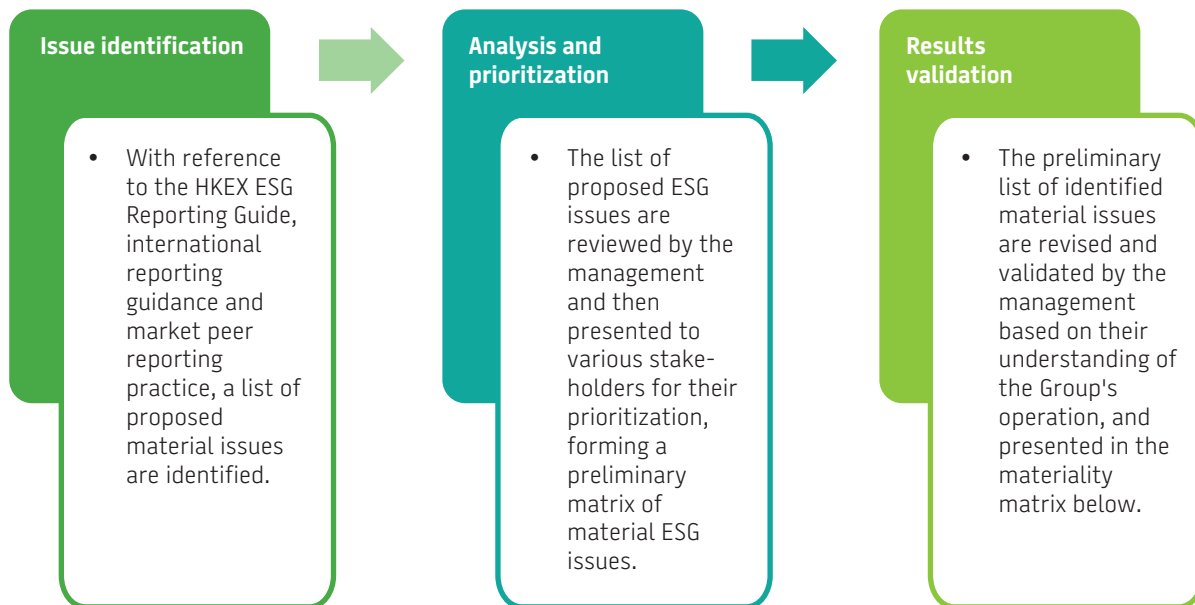 Issue identification
• With reference
to the HKEX ESG
Reporting Guide,
international
reporting
guidance and
market peer
reporting
practice, a list of
proposed
material issues
are identified.
Analysis and
prioritization
• The list of
proposed ESG
issues are
reviewed by the
management
and then
presented to
various stake-
holders for their
prioritization,
forming a
preliminary
matrix of
material ESG
issues.
Results
validation
• The preliminary
list of identified
material issues
are revised and
validated by the
management
based on their
understanding of
the Group's
operation, and
presented in the
materiality
matrix below.